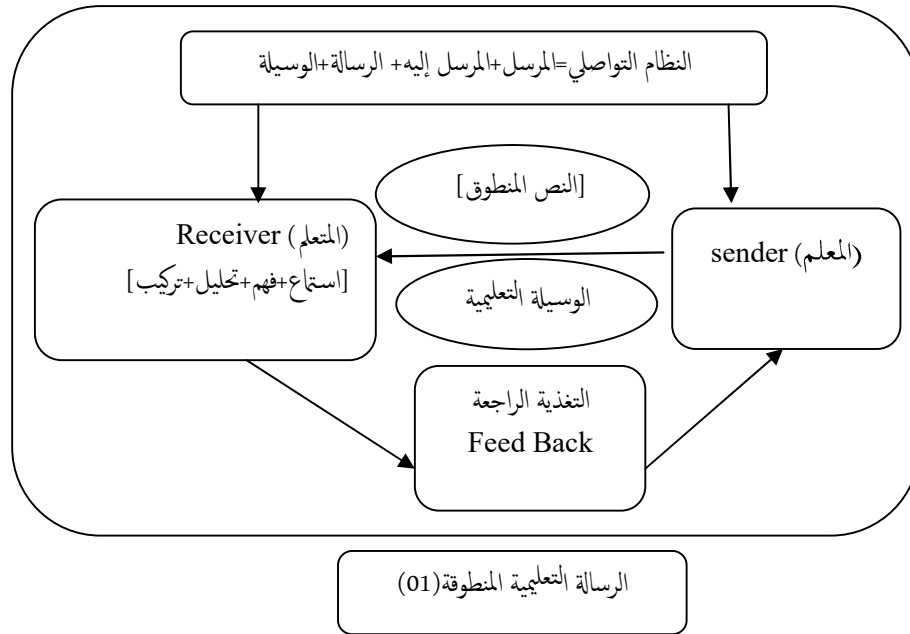 النظام التواصلي=المرسل+المرسل إليه+ الرسالة+الوسيلة
[النص المنطوق]
sender (المعلم)
Receiver (المتعلم)
[استماع+فهم+تحليل+تركيب]
الوسيلة التعليمية
التغذية الراجعة
Feed Back
الرسالة التعليمية المنطوقة(01)